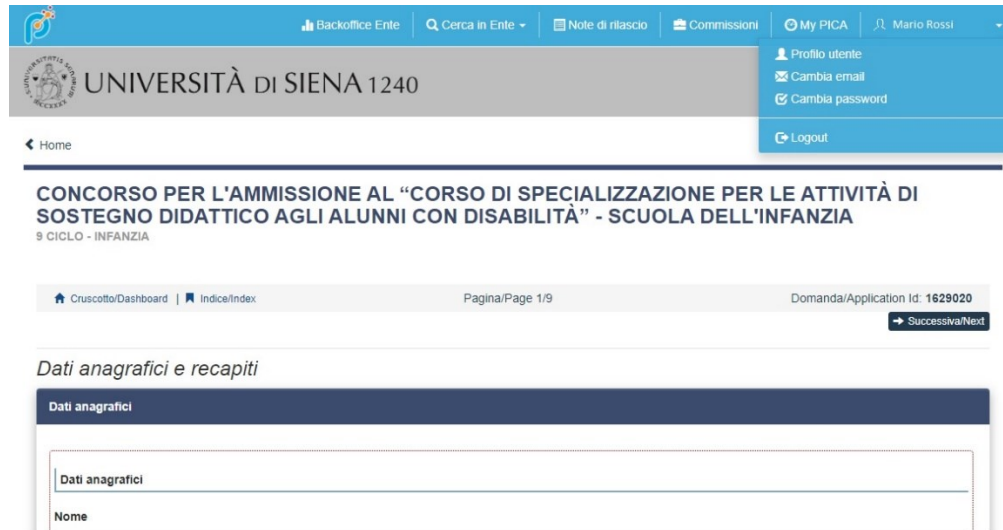 Backoffice Ente Cerca in Ente Note di rilascio Commissioni My PICA Mario Rossi
Profilo utente
Cambia email
Cambia password
Logout
UNIVERSITÀ DI SIENA 1240
Home
CONCORSO PER L'AMMISSIONE AL “CORSO DI SPECIALIZZAZIONE PER LE ATTIVITÀ DI
SOSTEGNO DIDATTICO AGLI ALUNNI CON DISABILITÀ” - SCUOLA DELL'INFANZIA
9 CICLO - INFANZIA
Cruscotto/Dashboard | Indice/Index Pagina/Page 1/9 Domanda/Application Id: 1629020
Successiva/Next
Dati anagrafici e recapiti
Dati anagrafici
Dati anagrafici
Nome